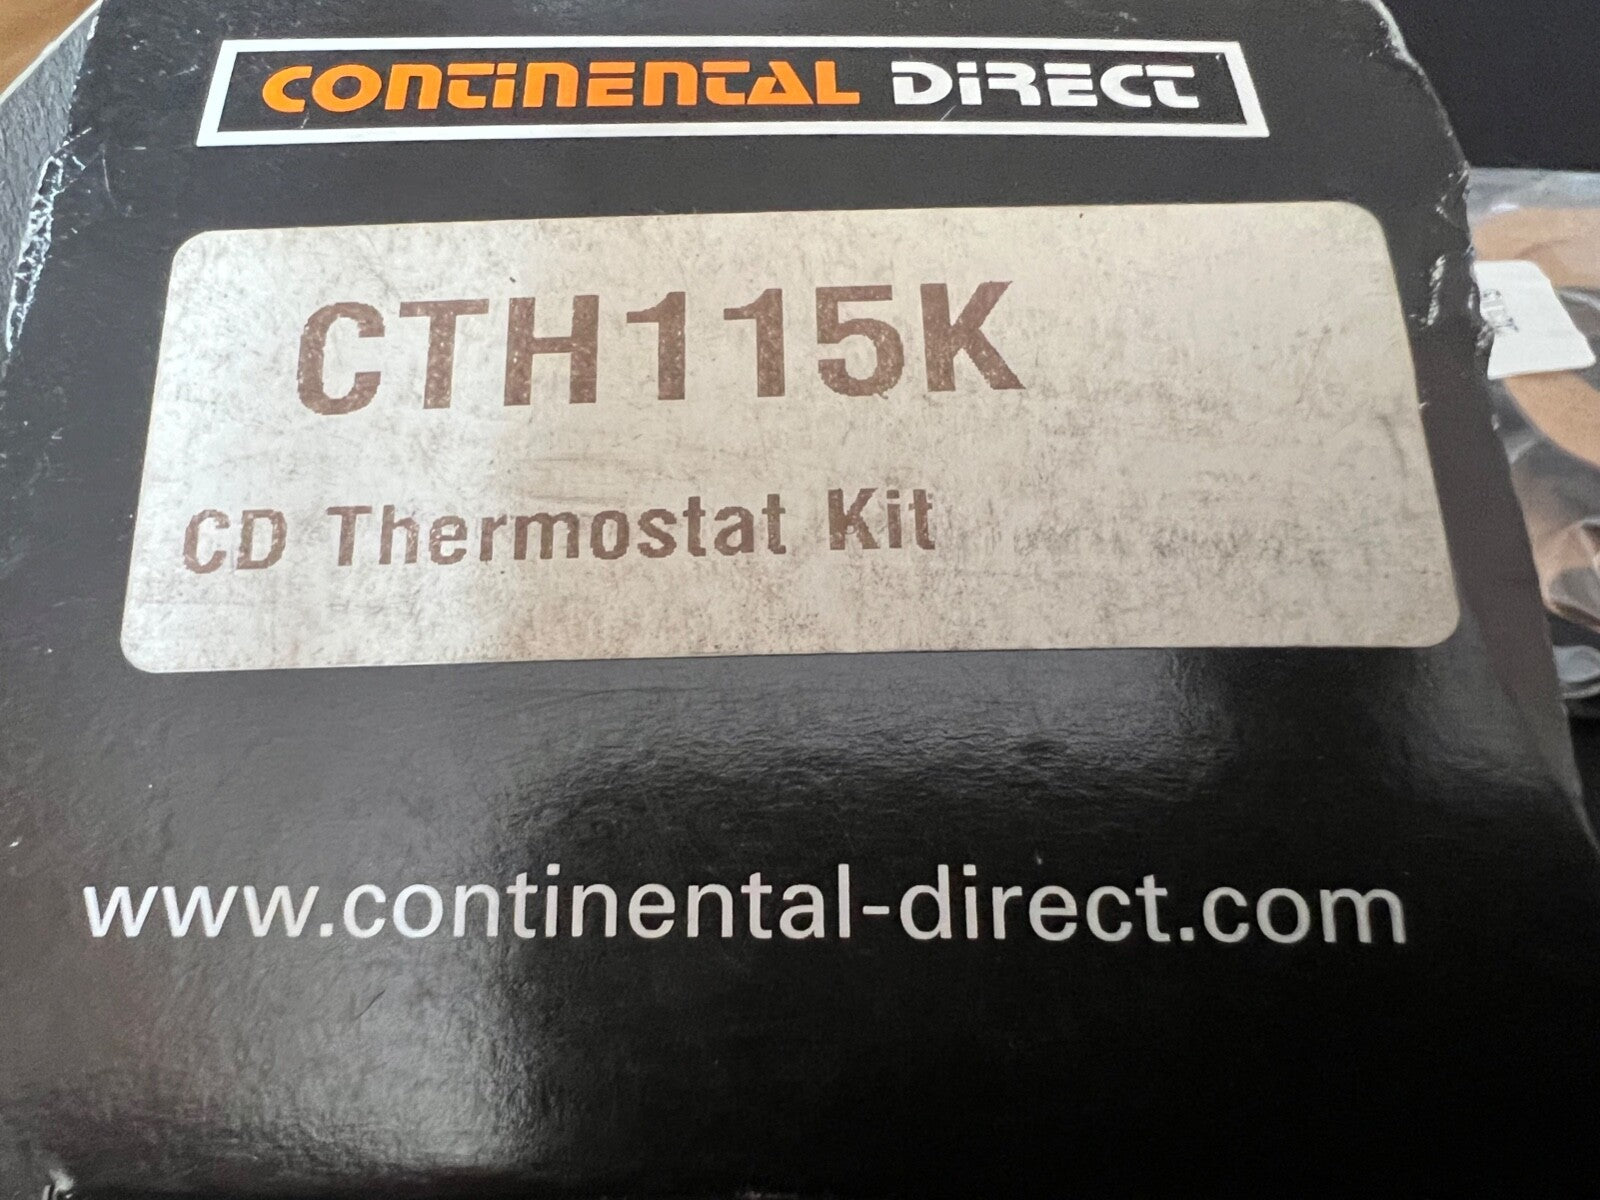 CONTINENTAL DIRECT
CTH115K
CD Thermostat Kit
www.continental-direct.com